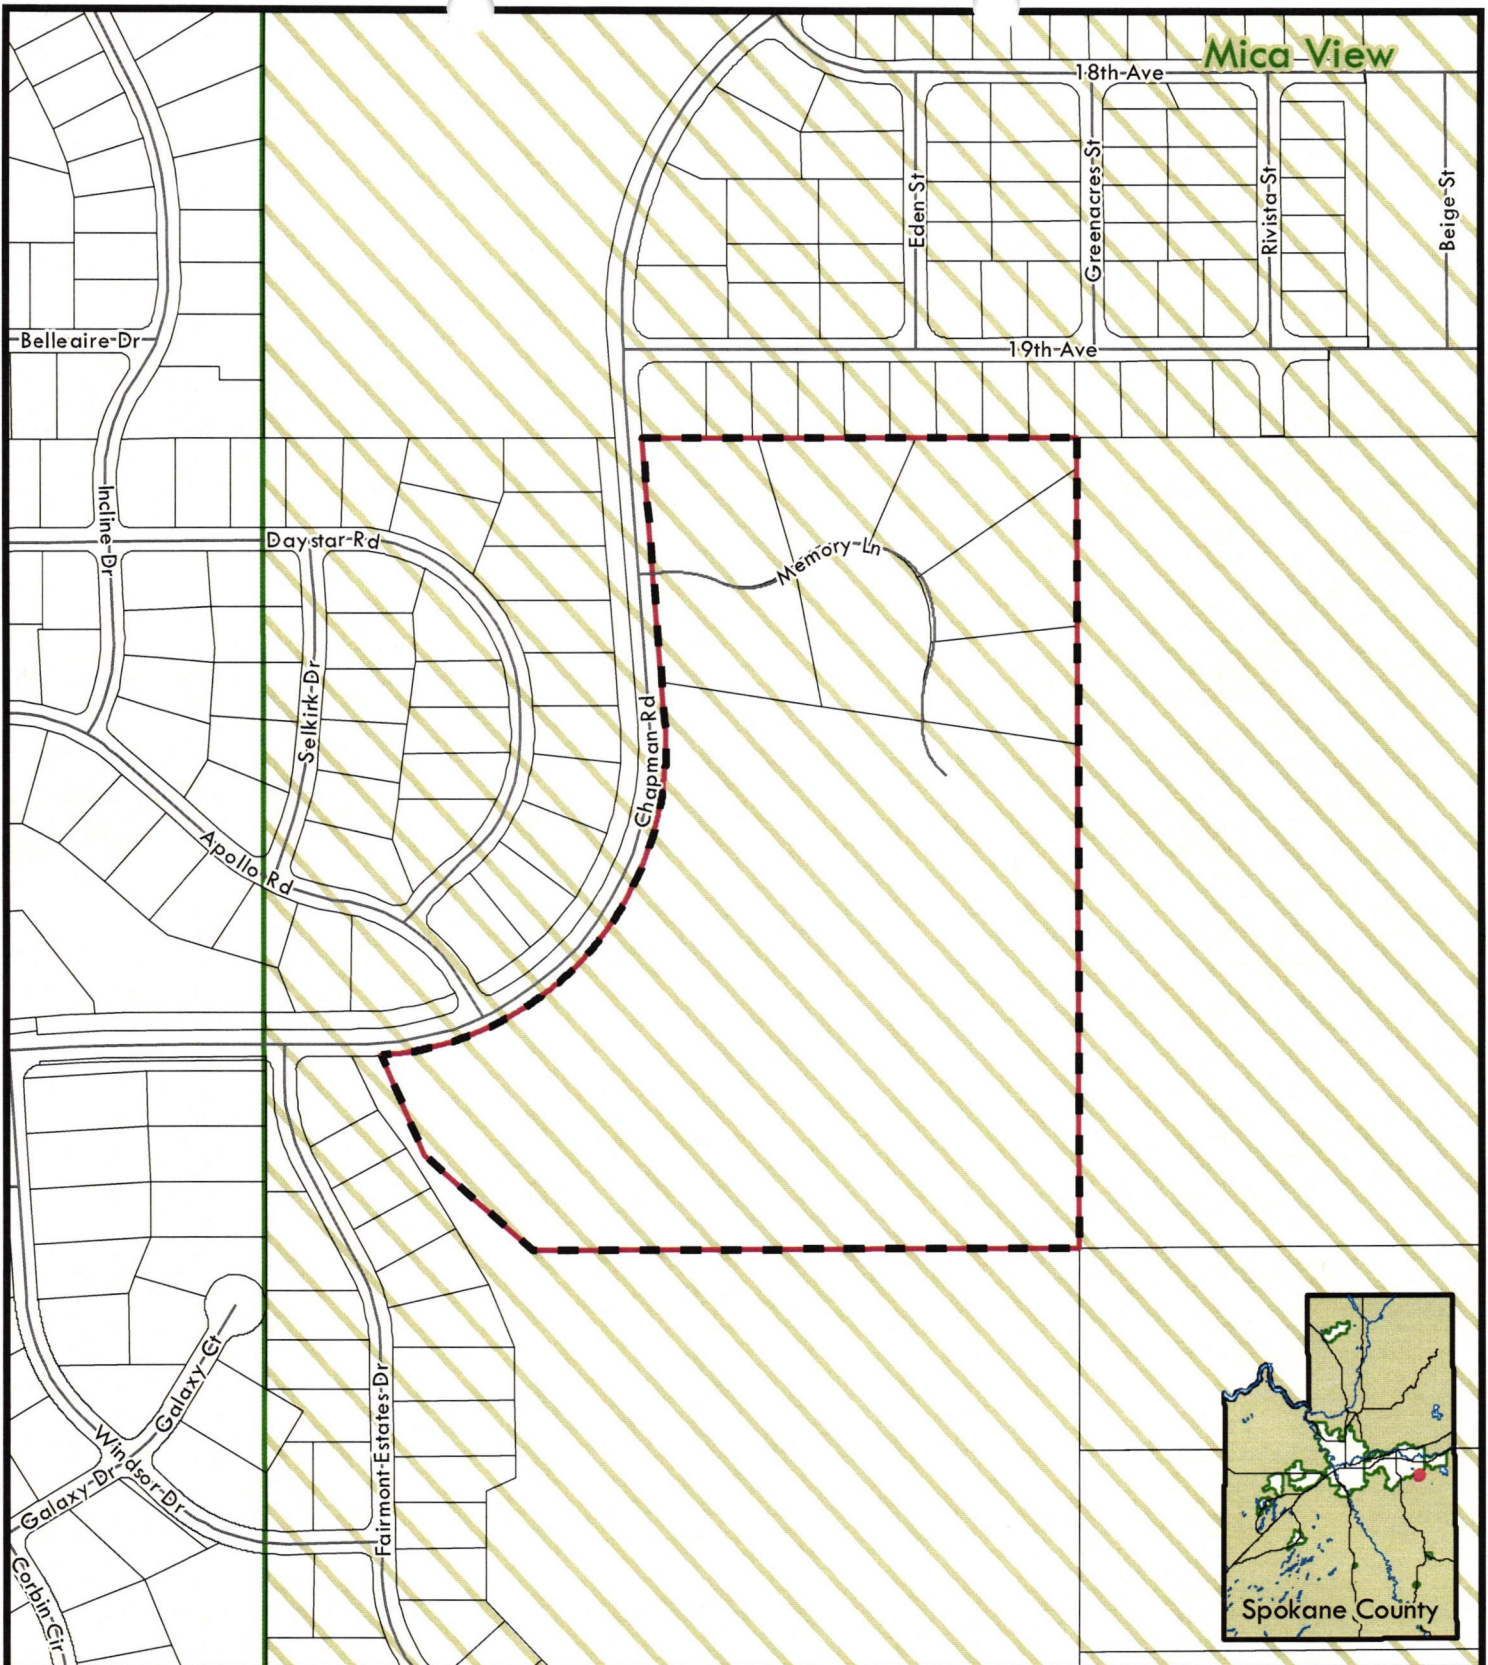 Mica View
18th Ave
Eden St
Greenacres St
Rivista St
Beige St
Belleaire Dr
19th Ave
Incline Dr
Daystar Rd
Memory Ln
Selkirk Dr
Chapman Rd
Apollo Rd
Galaxy Ct
Fairmont Estates Dr
Windsor Dr
Galaxy Dr
Corbin Cir
Spokane County